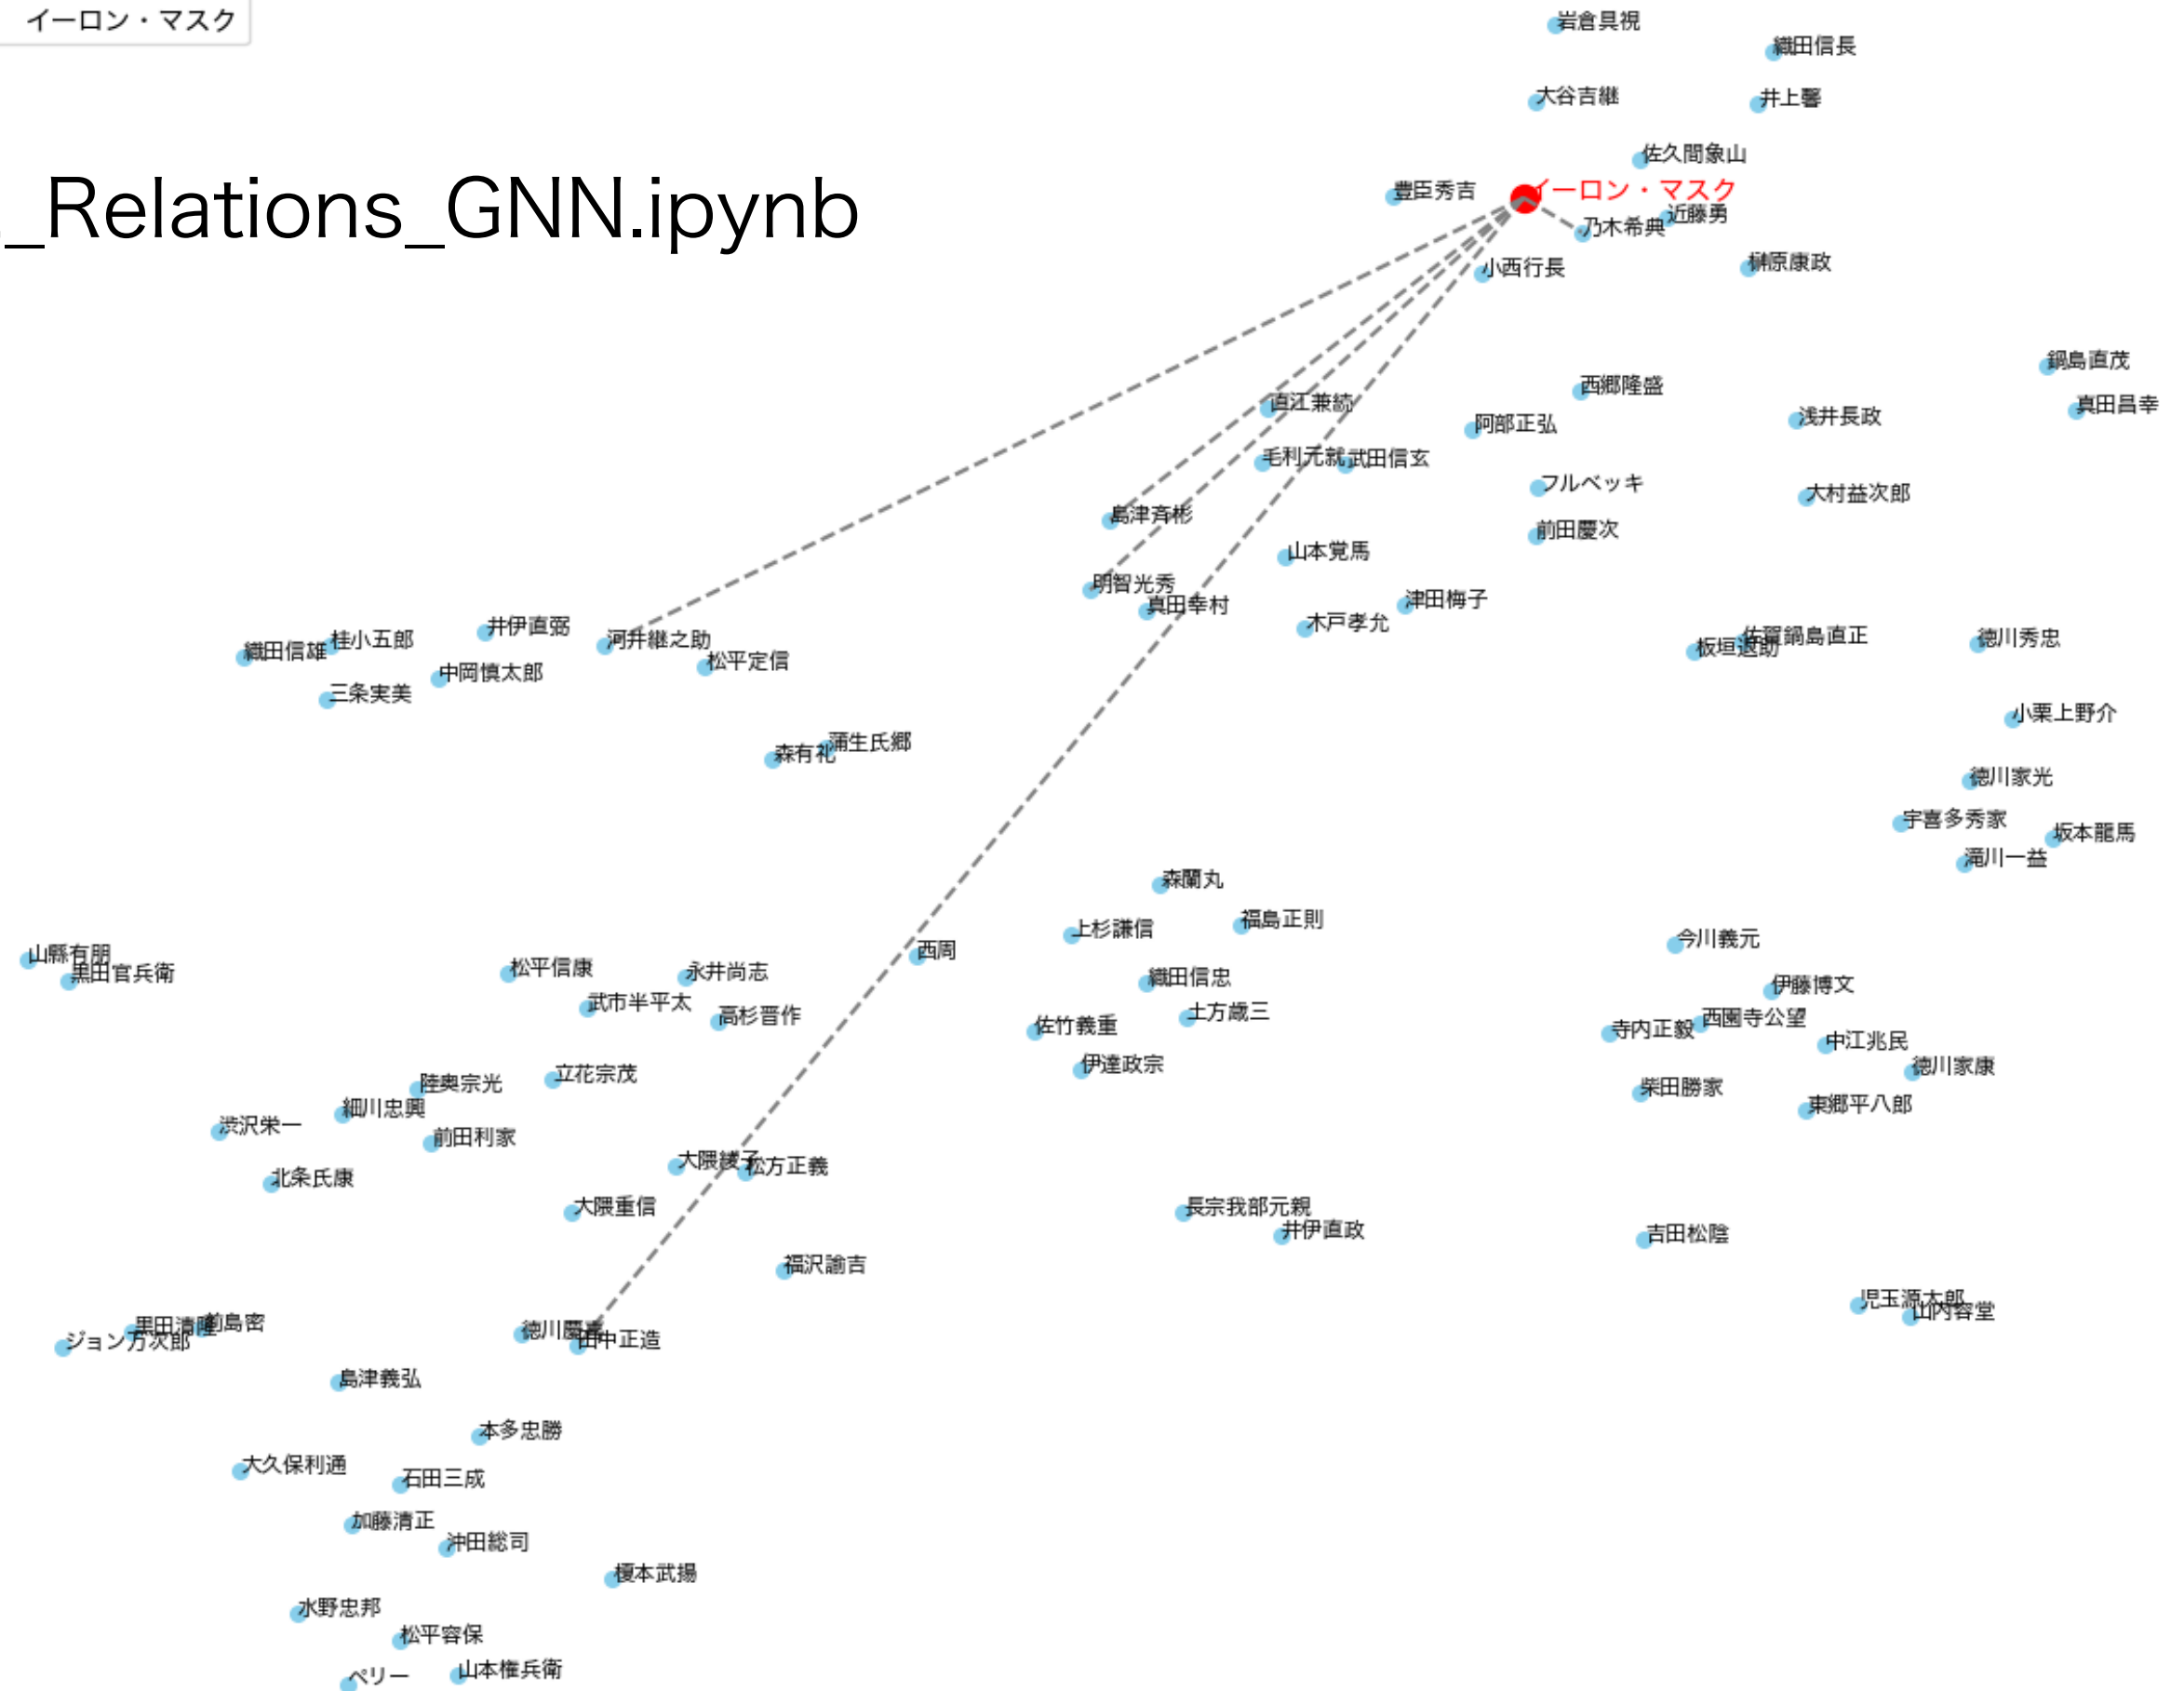 イーロン・マスク
_Relations_GNN.ipynb
岩倉具視
織田信長
大谷吉継
井上馨
佐久間象山
豊臣秀吉
イーロン・マスク
近藤勇
乃木希典
小西行長
榊原康政
鍋島直茂
西郷隆盛
直江兼続
真田昌幸
浅井長政
阿部正弘
毛利元就
武田信玄
フルベッキ
大村益次郎
島津斉彬
前田慶次
山本覚馬
明智光秀
真田幸村
津田梅子
木戸孝允
井伊直弼
河井継之助
桂小五郎
織田信雄
松平定信
中岡慎太郎
三条実美
佐賀鍋島直正
板垣退助
徳川秀忠
小栗上野介
蒲生氏郷
森有礼
徳川家光
宇喜多秀家
坂本龍馬
滝川一益
森蘭丸
福島正則
上杉謙信
今川義元
西周
山縣有朋
黒田官兵衛
松平信康
永井尚志
織田信忠
伊藤博文
武市半平太
高杉晋作
土方歳三
佐竹義重
西園寺公望
寺内正毅
中江兆民
伊達政宗
徳川家康
立花宗茂
陸奥宗光
柴田勝家
細川忠興
東郷平八郎
渋沢栄一
前田利家
大隈綾子
松方正義
北条氏康
大隈重信
長宗我部元親
井伊直政
吉田松陰
福沢諭吉
児玉源太郎
山内容堂
黒田清隆
前島密
ジョン万次郎
徳川慶喜
田中正造
島津義弘
本多忠勝
大久保利通
石田三成
加藤清正
沖田総司
榎本武揚
水野忠邦
松平容保
山本権兵衛
ペリー